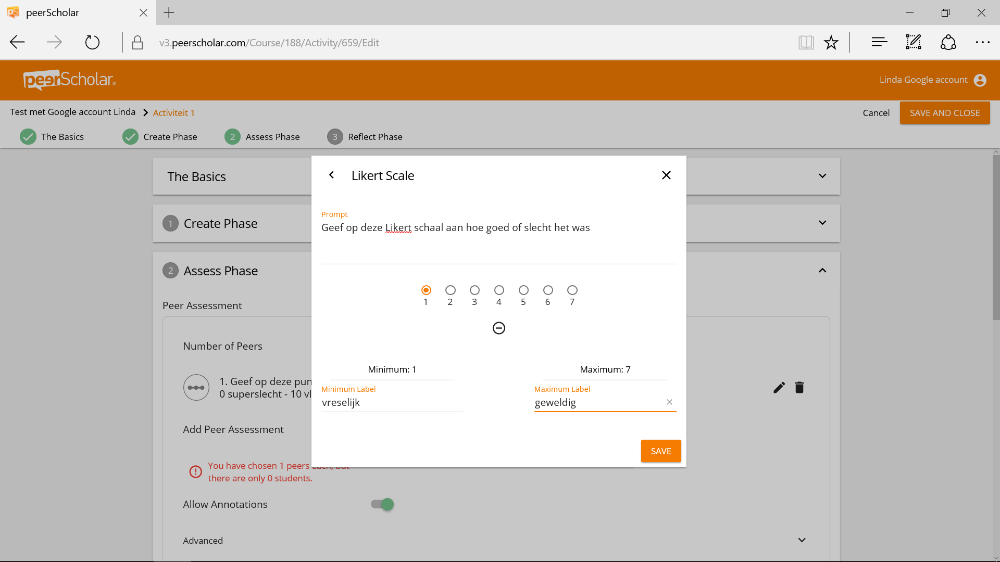 peerScholar
v3.peerscholar.com/Course/188/Activity/659/Edit
peerScholar®
Linda Google account
Test met Google account Linda > Activiteit 1
Cancel
SAVE AND CLOSE
The Basics
Create Phase
2 Assess Phase
3 Reflect Phase
The Basics
1 Create Phase
2 Assess Phase
Peer Assessment
Number of Peers
1. Geef op deze
0 superslecht - 10
Add Peer Assessment
You have chosen 1 peers each, but
there are only 0 students.
Allow Annotations
Advanced
Likert Scale
Prompt
Geef op deze Likert schaal aan hoe goed of slecht het was
1 2 3 4 5 6 7
Minimum: 1
Maximum: 7
Minimum Label
vreselijk
Maximum Label
geweldig
SAVE